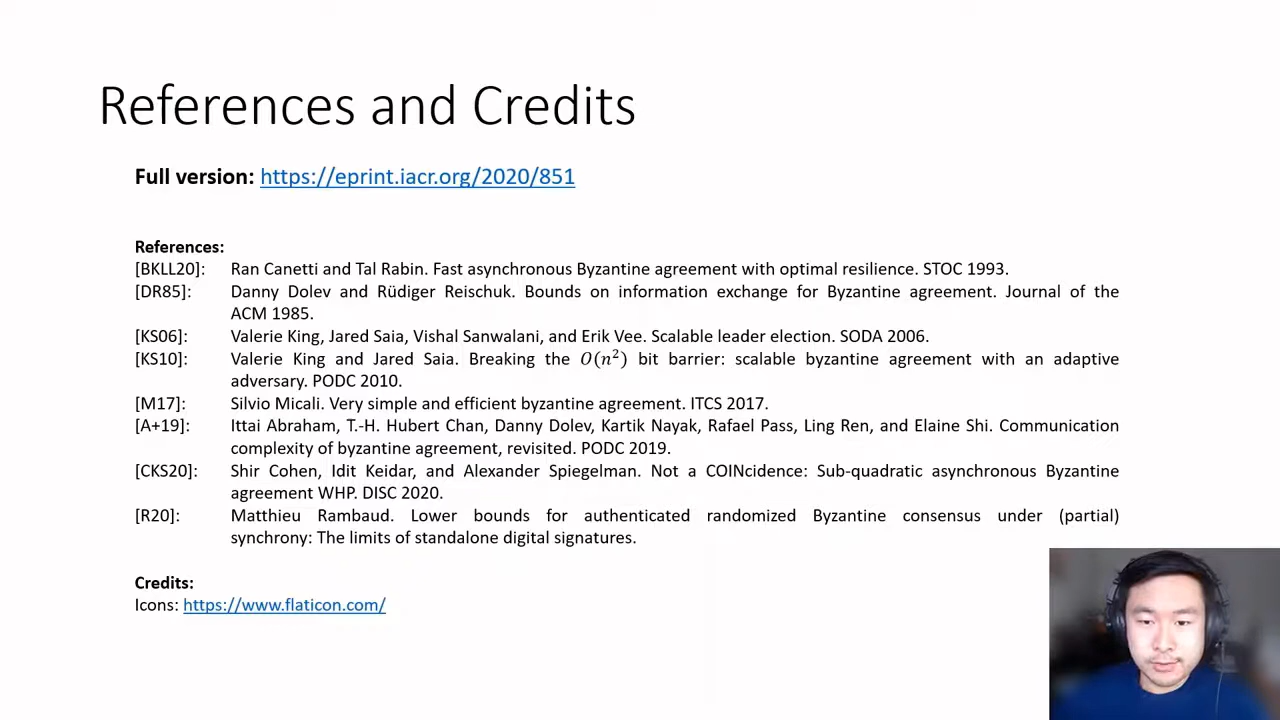 References and Credits
Full version: https://eprint.iacr.org/2020/851
References:
[BKLL20]: Ran Canetti and Tal Rabin. Fast asynchronous Byzantine agreement with optimal resilience. STOC 1993.
[DR85]: Danny Dolev and Rüdiger Reischuk. Bounds on information exchange for Byzantine agreement. Journal of the
ACM 1985.
[KS06]: Valerie King, Jared Saia, Vishal Sanwalani, and Erik Vee. Scalable leader election. SODA 2006.
[KS10]: Valerie King and Jared Saia. Breaking the O(n²) bit barrier: scalable byzantine agreement with an adaptive
adversary. PODC 2010.
[M17]: Silvio Micali. Very simple and efficient byzantine agreement. ITCS 2017.
[A+19]: Ittai Abraham, T.-H. Hubert Chan, Danny Dolev, Kartik Nayak, Rafael Pass, Ling Ren, and Elaine Shi. Communication
complexity of byzantine agreement, revisited. PODC 2019.
[CKS20]: Shir Cohen, Idit Keidar, and Alexander Spiegelman. Not a COINcidence: Sub-quadratic asynchronous Byzantine
agreement WHP. DISC 2020.
[R20]: Matthieu Rambaud. Lower bounds for authenticated randomized Byzantine consensus under (partial)
synchrony: The limits of standalone digital signatures.
Credits:
Icons: https://www.flaticon.com/